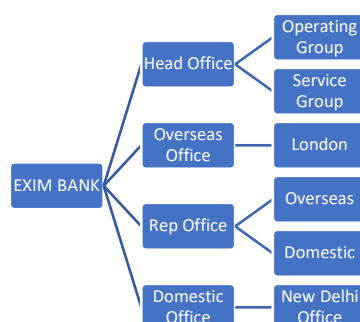 Operating
Group
Head Office
Service
Group
Overseas
Office
London
EXIM BANK
Overseas
Rep Office
Domestic
Domestic
Office
New Delhi
Office